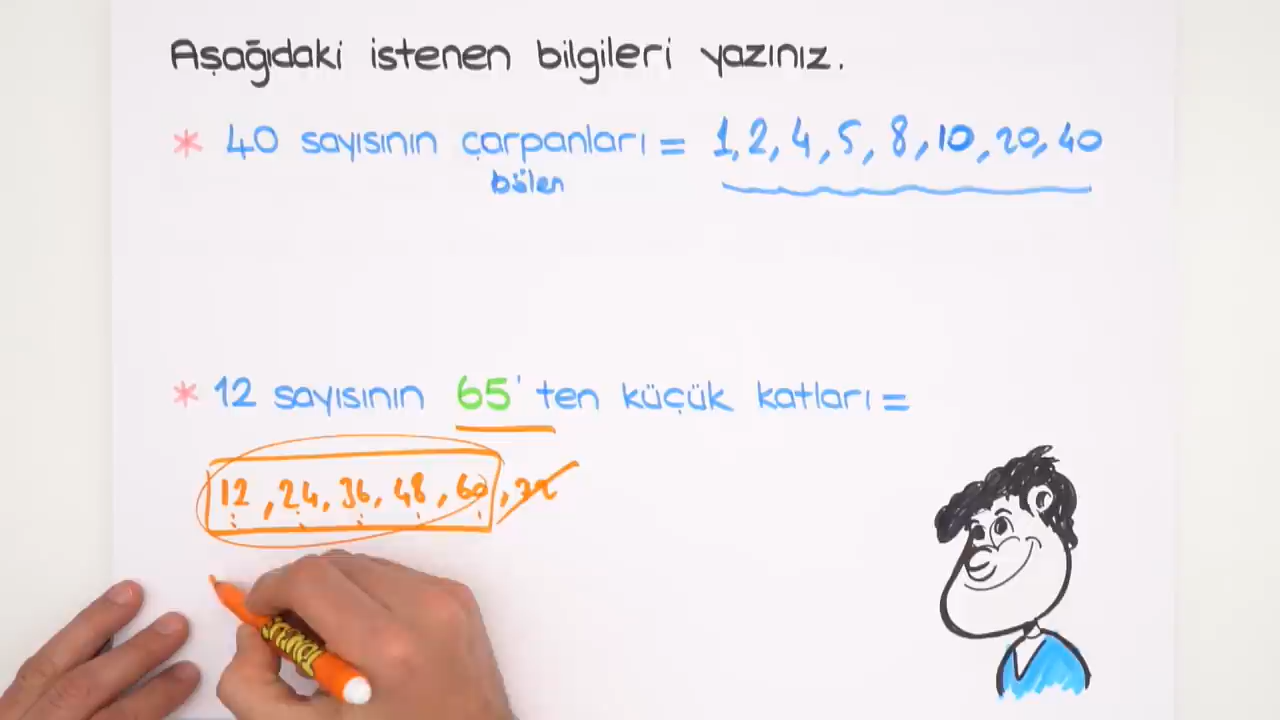 Aşağıdaki istenen bilgileri yazınız.
* 40 sayısının çarpanları = 1, 2, 4, 5, 8, 10, 20, 40
bölen
* 12 sayısının 65'ten küçük katları =
12, 24, 36, 48, 60,